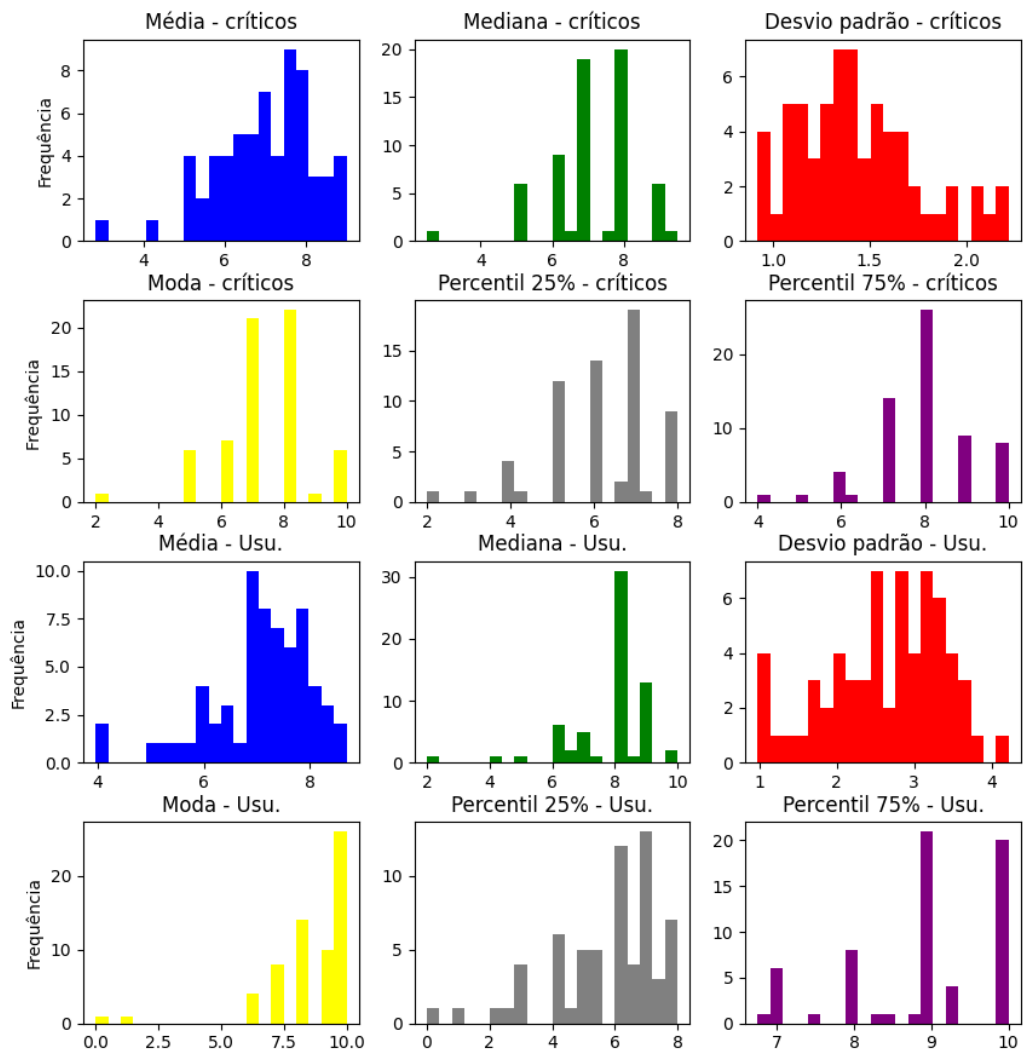 Média - críticos Mediana - críticos Desvio padrão - críticos
Frequência
8
6
4
2
0
4 6 8
20
15
10
5
0
4 6 8
6
4
2
0
1.0 1.5 2.0
Moda - críticos Percentil 25% - críticos Percentil 75% - críticos
Frequência
20
15
10
5
0
2 4 6 8 10
15
10
5
0
2 4 6 8
20
10
0
4 6 8 10
Média - Usu. Mediana - Usu. Desvio padrão - Usu.
Frequência
10.0
7.5
5.0
2.5
0.0
4 6 8
30
20
10
0
2 4 6 8 10
6
4
2
0
1 2 3 4
Moda - Usu. Percentil 25% - Usu. Percentil 75% - Usu.
Frequência
20
10
0
0.0 2.5 5.0 7.5 10.0
10
5
0
0 2 4 6 8
20
15
10
5
0
7 8 9 10